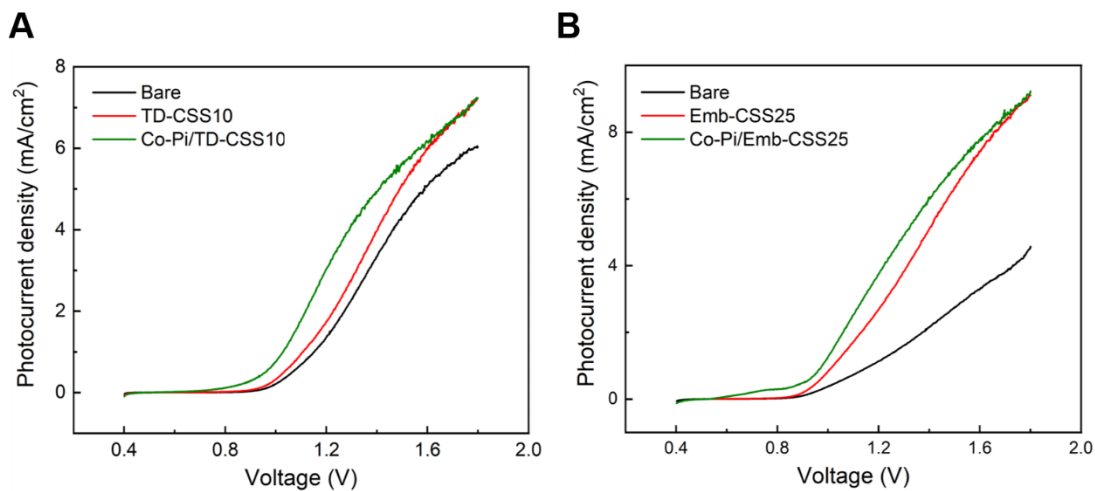 A
Photocurrent density (mA/cm²)
8
6
4
2
0
Bare
TD-CSS10
Co-Pi/TD-CSS10
0.4 0.8 1.2 1.6 2.0
Voltage (V)
B
Photocurrent density (mA/cm²)
8
4
0
Bare
Emb-CSS25
Co-Pi/Emb-CSS25
0.4 0.8 1.2 1.6 2.0
Voltage (V)